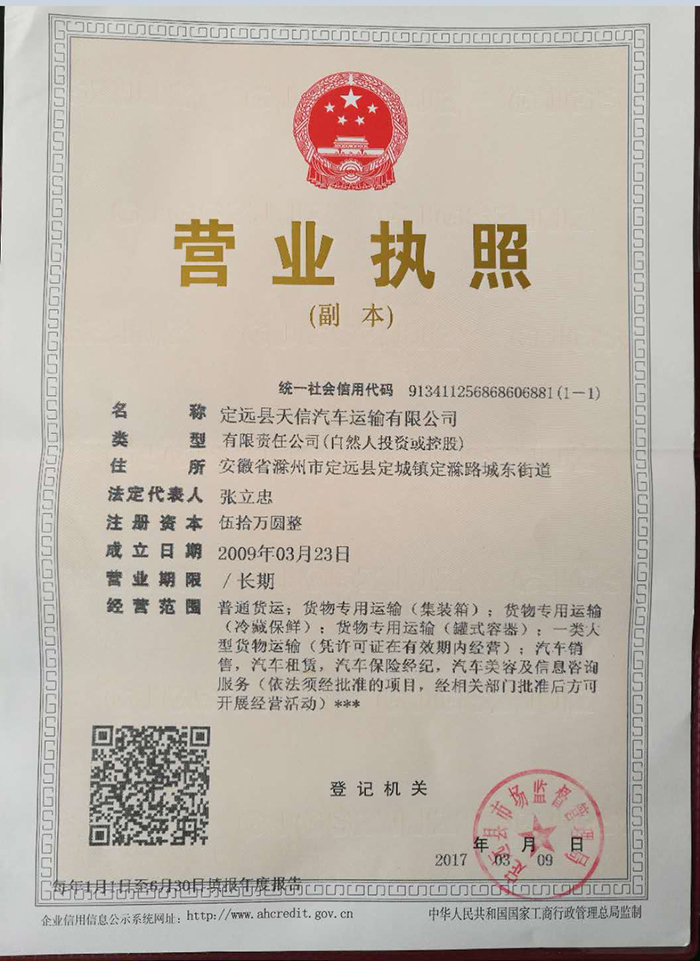 营业执照
(副 本)
统一社会信用代码 913411256868606881(1-1)
名 称 定远县天信汽车运输有限公司
类 型 有限责任公司(自然人投资或控股)
住 所 安徽省滁州市定远县定城镇定滁路城东街道
法定代表人 张立忠
注册资本 伍拾万圆整
成立日期 2009年03月23日
营业期限 /长期
经营范围 普通货运；货物专用运输（集装箱）；货物专用运输
（冷藏保鲜）；货物专用运输（罐式容器）；一类大
型货物运输（凭许可证在有效期内经营）；汽车销
售，汽车租赁，汽车保险经纪，汽车美容及信息咨询
服务（依法须经批准的项目，经相关部门批准后方可
开展经营活动）***
登记机关
定远县市场监督管理局
年 月 日
2017 03 09
每年1月1日至6月30日填报年度报告
企业信用信息公示系统网址：http://www.ahcredit.gov.cn
中华人民共和国国家工商行政管理总局监制